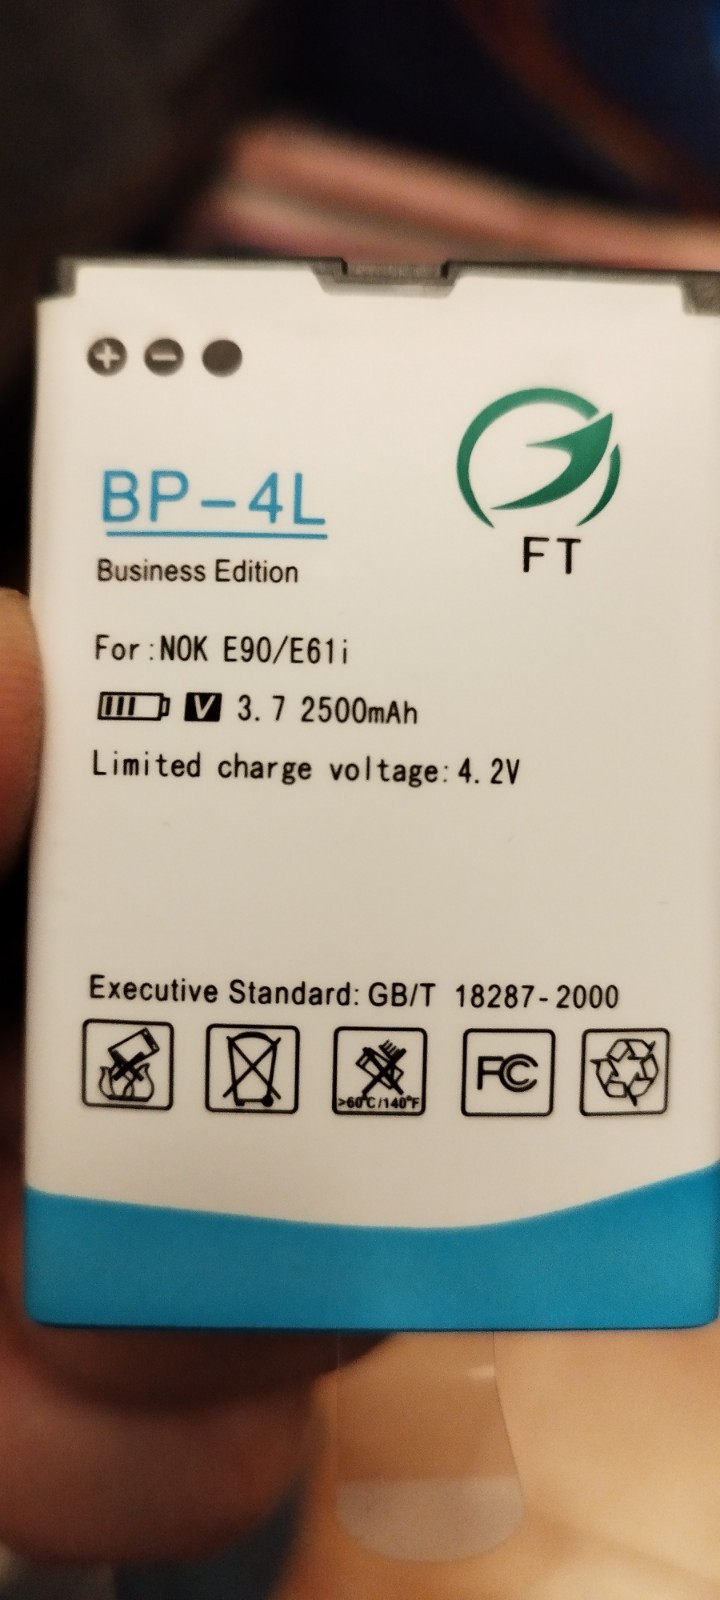 BP-4L
FT
Business Edition
For:NOK E90/E61i
V 3.7 2500mAh
Limited charge voltage:4.2V
Executive Standard: GB/T 18287-2000
>60°C/140°F
FC